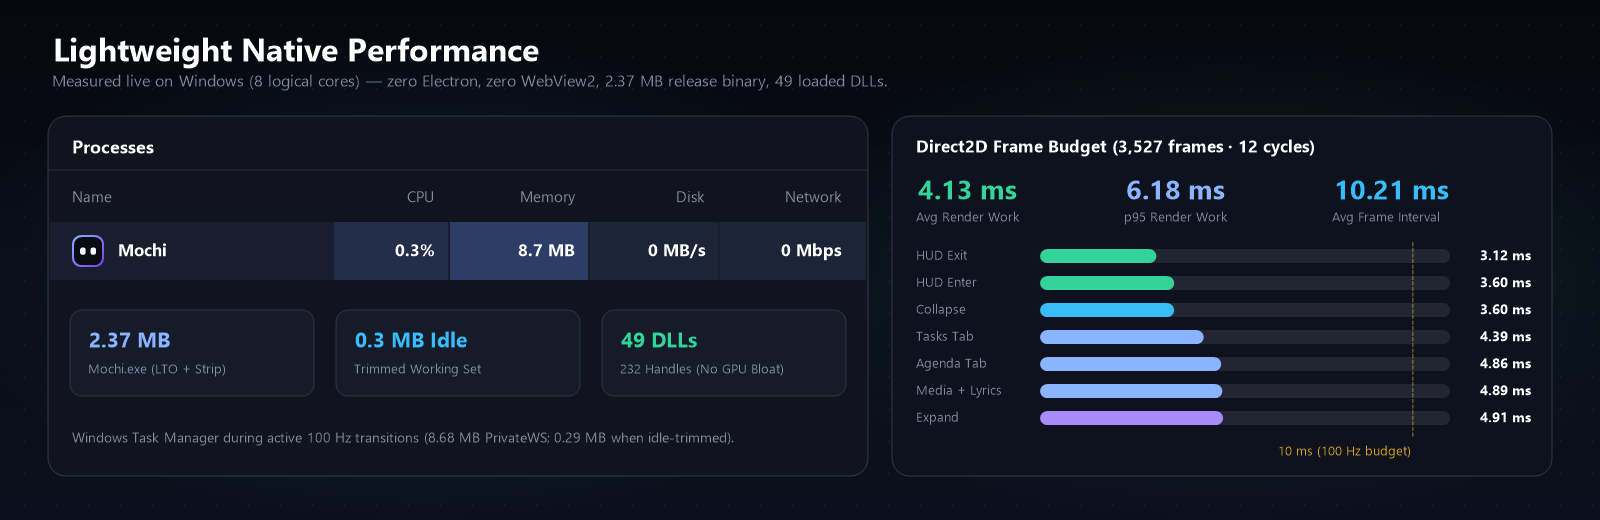 Lightweight Native Performance
Measured live on Windows (8 logical cores) — zero Electron, zero WebView2, 2.37 MB release binary, 49 loaded DLLs.
Processes
Name CPU Memory Disk Network
Mochi 0.3% 8.7 MB 0 MB/s 0 Mbps
2.37 MB
Mochi.exe (LTO + Strip)
0.3 MB Idle
Trimmed Working Set
49 DLLs
232 Handles (No GPU Bloat)
Windows Task Manager during active 100 Hz transitions (8.68 MB PrivateWS; 0.29 MB when idle-trimmed).
Direct2D Frame Budget (3,527 frames · 12 cycles)
4.13 ms
Avg Render Work
6.18 ms
p95 Render Work
10.21 ms
Avg Frame Interval
HUD Exit 3.12 ms
HUD Enter 3.60 ms
Collapse 3.60 ms
Tasks Tab 4.39 ms
Agenda Tab 4.86 ms
Media + Lyrics 4.89 ms
Expand 4.91 ms
10 ms (100 Hz budget)